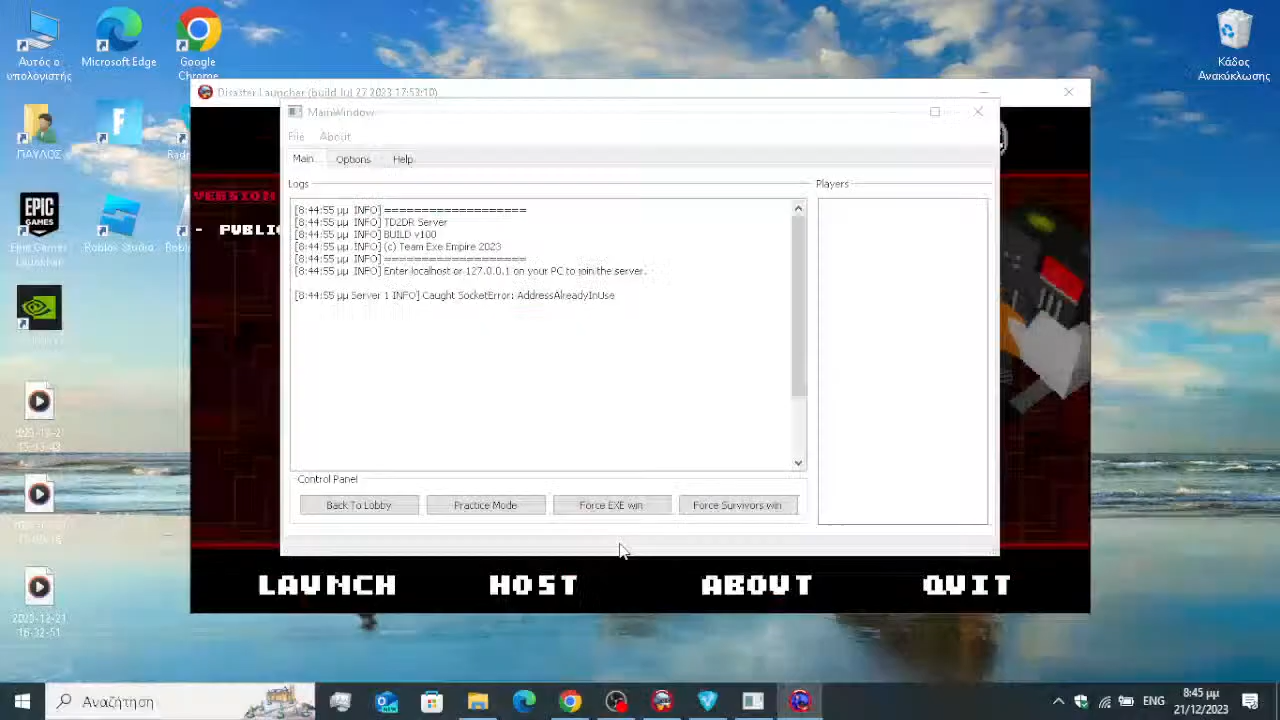 Αυτός ο
υπολογιστής
Microsoft Edge
Google
Chrome
Κάδος
Ανακύκλωσης
ΠΑΥΛΟΣ
EPIC
GAMES
Epic Games
Launcher
Roblox Studio
Disaster Launcher (build Jul 27 2023 17:53:10)
VERSION
MainWindow
File About
Main Options Help
Logs
Players
[8:44:55 μμ INFO] ===================
[8:44:55 μμ INFO] TD2DR Server
[8:44:55 μμ INFO] BUILD v100
[8:44:55 μμ INFO] (c) Team Exe Empire 2023
[8:44:55 μμ INFO] ===================
[8:44:55 μμ INFO] Enter localhost or 127.0.0.1 on your PC to join the server.
[8:44:55 μμ Server 1 INFO] Caught SocketError: AddressAlreadyInUse
Control Panel
Back To Lobby Practice Mode Force EXE win Force Survivors win
LAUNCH HOST ABOUT QUIT
Αναζήτηση
ENG
8:45 μμ
21/12/2023